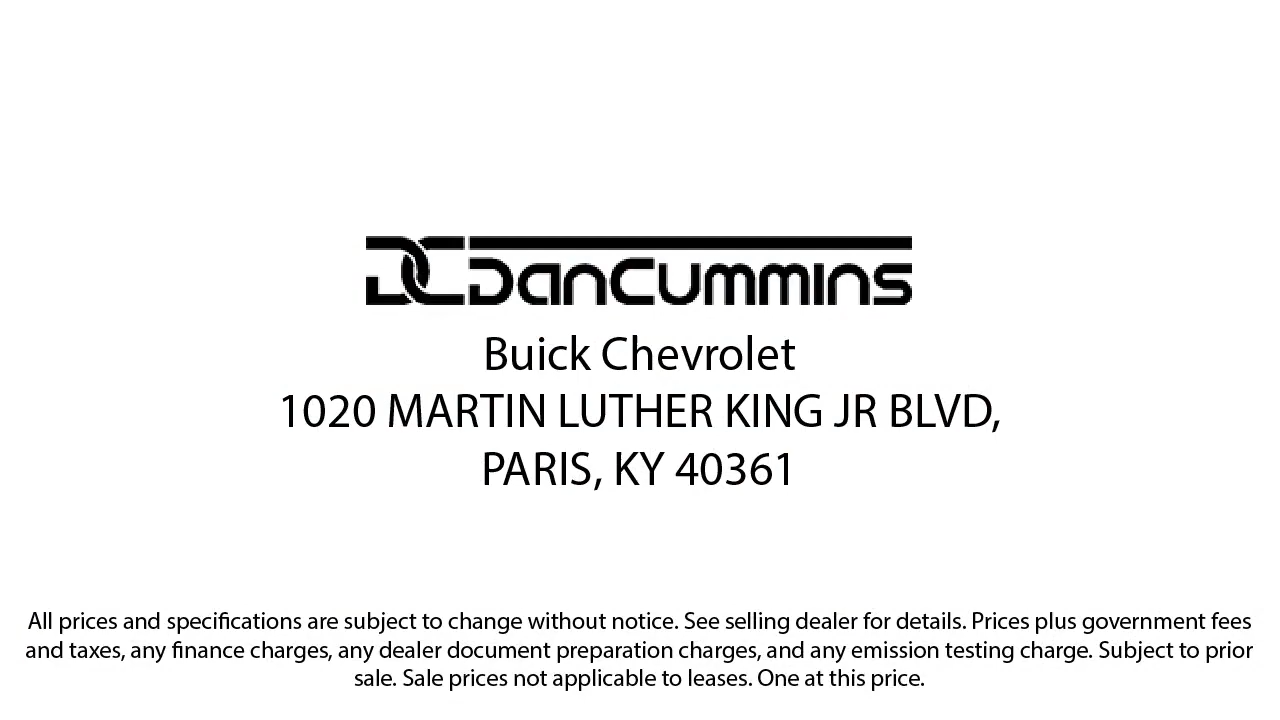 DC DanCummins
Buick Chevrolet
1020 MARTIN LUTHER KING JR BLVD,
PARIS, KY 40361
All prices and specifications are subject to change without notice. See selling dealer for details. Prices plus government fees
and taxes, any finance charges, any dealer document preparation charges, and any emission testing charge. Subject to prior
sale. Sale prices not applicable to leases. One at this price.